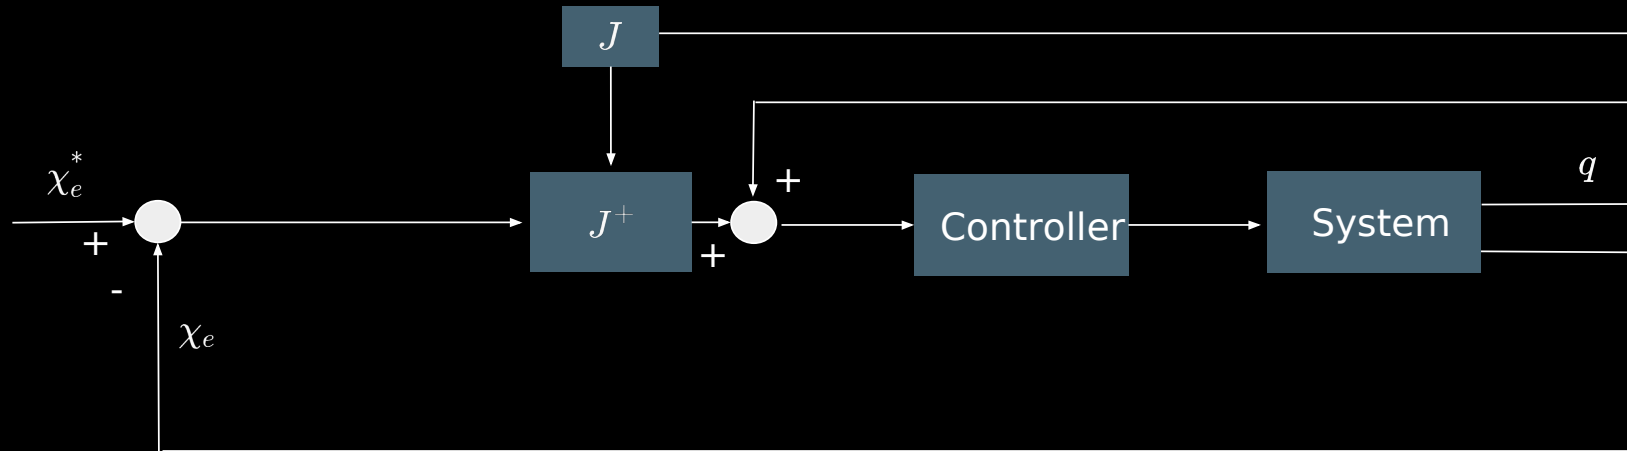 J
χ*ₑ
+
-
χₑ
J⁺
+
+
Controller
System
q